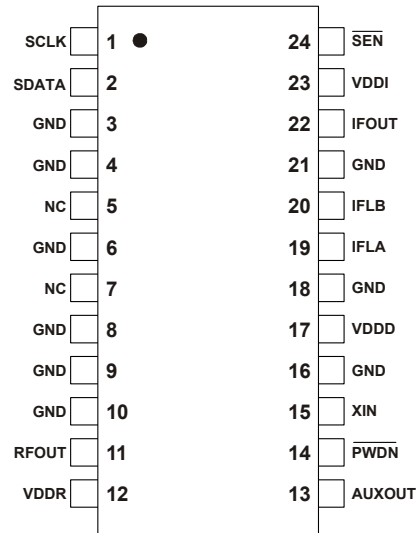 SCLK 1 24 S̅E̅N̅
SDATA 2 23 VDDI
GND 3 22 IFOUT
GND 4 21 GND
NC 5 20 IFLB
GND 6 19 IFLA
NC 7 18 GND
GND 8 17 VDDD
GND 9 16 GND
GND 10 15 XIN
RFOUT 11 14 P̅W̅D̅N̅
VDDR 12 13 AUXOUT